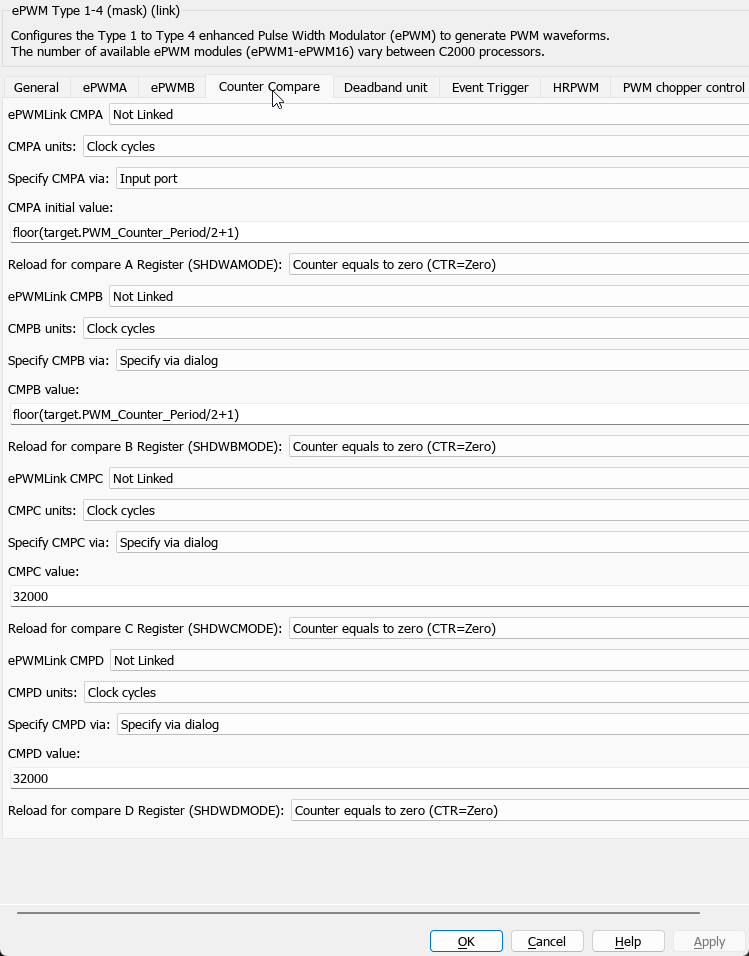 ePWM Type 1-4 (mask) (link)
Configures the Type 1 to Type 4 enhanced Pulse Width Modulator (ePWM) to generate PWM waveforms.
The number of available ePWM modules (ePWM1-ePWM16) vary between C2000 processors.
General ePWMA ePWMB Counter Compare Deadband unit Event Trigger HRPWM PWM chopper control
ePWMLink CMPA Not Linked
CMPA units: Clock cycles
Specify CMPA via: Input port
CMPA initial value:
floor(target.PWM_Counter_Period/2+1)
Reload for compare A Register (SHDWAMODE): Counter equals to zero (CTR=Zero)
ePWMLink CMPB Not Linked
CMPB units: Clock cycles
Specify CMPB via: Specify via dialog
CMPB value:
floor(target.PWM_Counter_Period/2+1)
Reload for compare B Register (SHDWBMODE): Counter equals to zero (CTR=Zero)
ePWMLink CMPC Not Linked
CMPC units: Clock cycles
Specify CMPC via: Specify via dialog
CMPC value:
32000
Reload for compare C Register (SHDWCMODE): Counter equals to zero (CTR=Zero)
ePWMLink CMPD Not Linked
CMPD units: Clock cycles
Specify CMPD via: Specify via dialog
CMPD value:
32000
Reload for compare D Register (SHDWDMODE): Counter equals to zero (CTR=Zero)
OK Cancel Help Apply